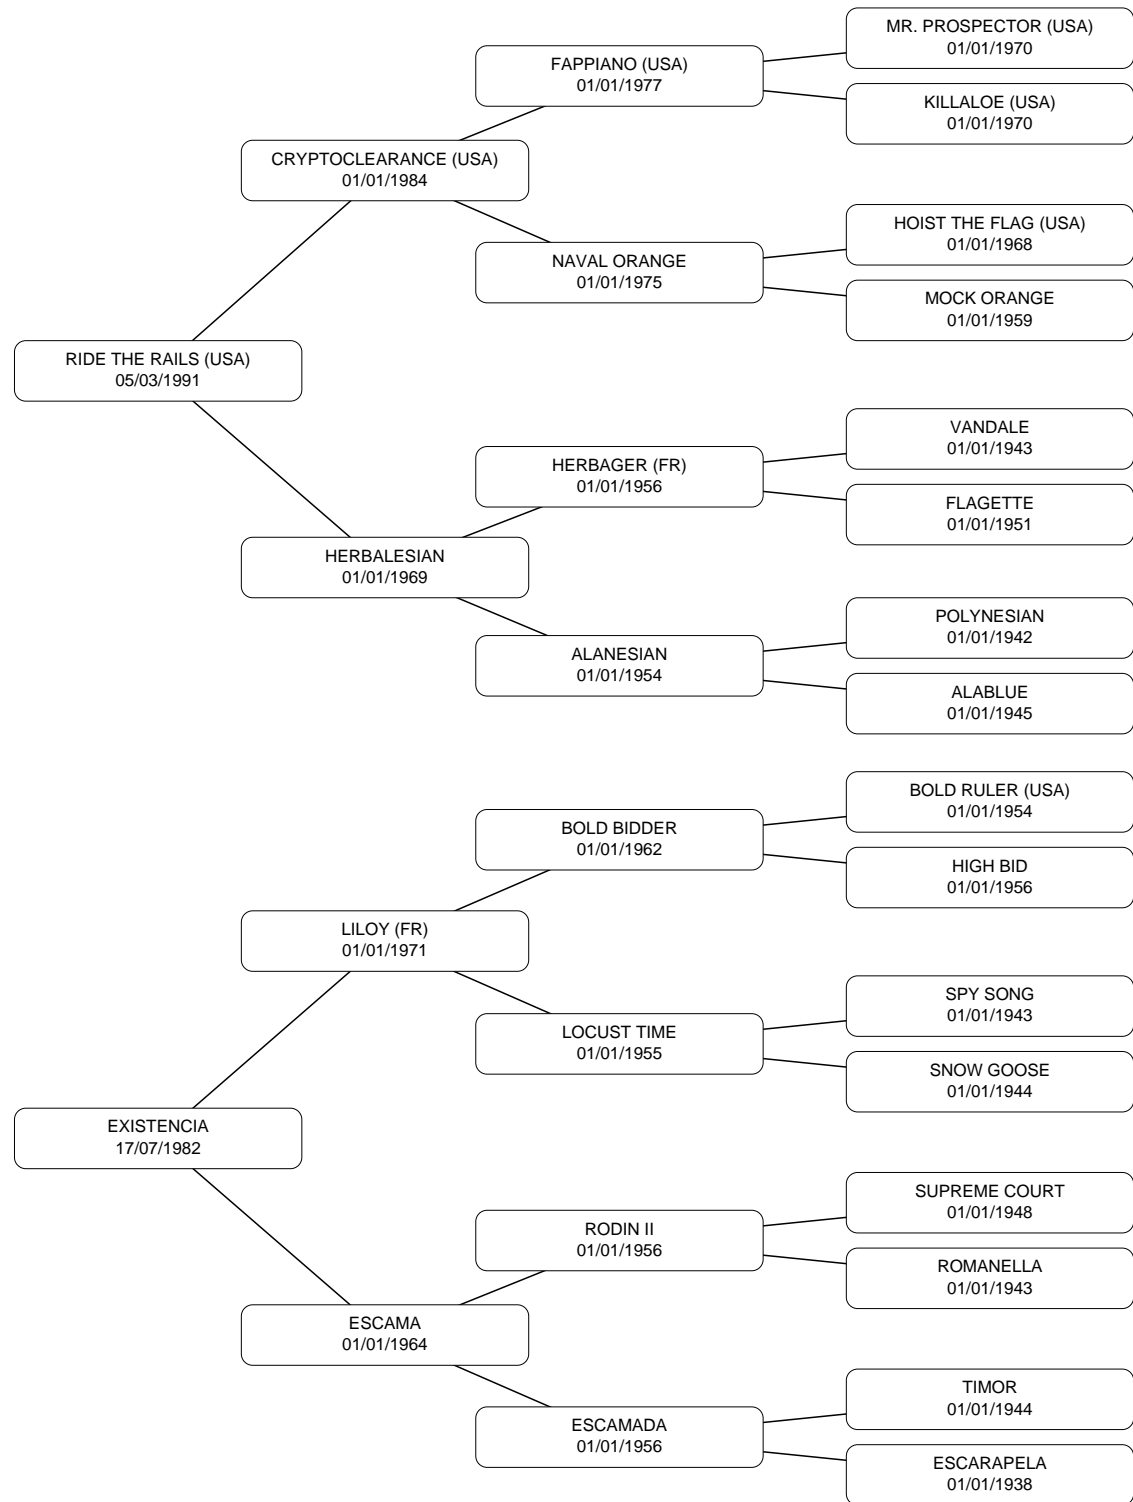 MR. PROSPECTOR (USA)
01/01/1970
FAPPIANO (USA)
01/01/1977
KILLALOE (USA)
01/01/1970
CRYPTOCLEARANCE (USA)
01/01/1984
HOIST THE FLAG (USA)
01/01/1968
NAVAL ORANGE
01/01/1975
MOCK ORANGE
01/01/1959
RIDE THE RAILS (USA)
05/03/1991
VANDALE
01/01/1943
HERBAGER (FR)
01/01/1956
FLAGETTE
01/01/1951
HERBALESIAN
01/01/1969
POLYNESIAN
01/01/1942
ALANESIAN
01/01/1954
ALABLUE
01/01/1945
BOLD RULER (USA)
01/01/1954
BOLD BIDDER
01/01/1962
HIGH BID
01/01/1956
LILOY (FR)
01/01/1971
SPY SONG
01/01/1943
LOCUST TIME
01/01/1955
SNOW GOOSE
01/01/1944
EXISTENCIA
17/07/1982
SUPREME COURT
01/01/1948
RODIN II
01/01/1956
ROMANELLA
01/01/1943
ESCAMA
01/01/1964
TIMOR
01/01/1944
ESCAMADA
01/01/1956
ESCARAPELA
01/01/1938